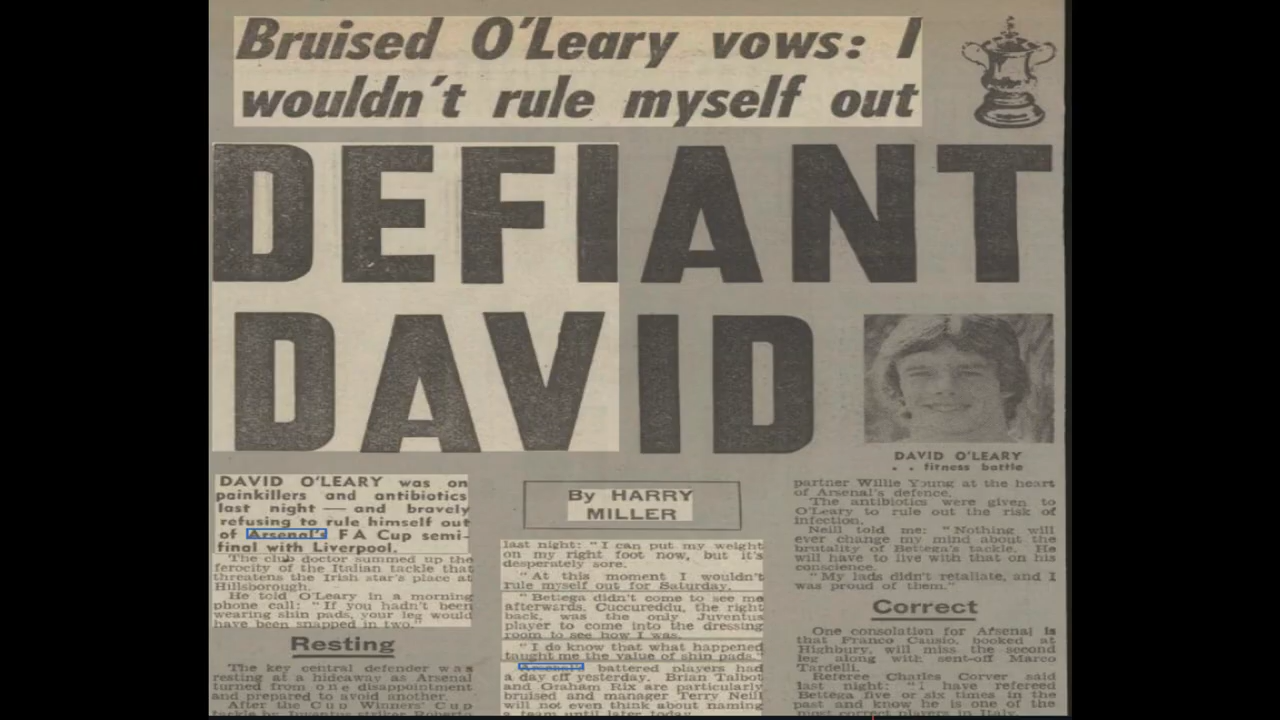 Bruised O'Leary vows: I
wouldn't rule myself out
DEFIANT
DAVID
DAVID O'LEARY
. . fitness battle
DAVID O'LEARY was on
painkillers and antibiotics
last night — and bravely
refusing to rule himself out
of Arsenal's F A Cup semi-
final with Liverpool.
The club doctor summed up the
ferocity of the Italian tackle that
threatens the Irish star's place at
Hillsborough.
He told O'Leary in a morning
phone call: "If you hadn't been
wearing shin pads, your leg would
have been snapped in two."
Resting
The key central defender was
resting at a hideaway as Arsenal
turned from one disappointment
and prepared to avoid another.
After the Cup Winners' Cup
tackle by Juventus striker Roberto
By HARRY
MILLER
last night: "I can put my weight
on my right foot now, but it's
desperately sore.
"At this moment I wouldn't
rule myself out for Saturday.
"Bettega didn't come to see me
afterwards. Cuccureddu, the right
back, was the only Juventus
player to come into the dressing
room to see how I was.
"I do know that what happened
taught me the value of shin pads."
Arsenal's battered players had
a day off yesterday. Brian Talbot
and Graham Rix are particularly
bruised and manager Terry Neill
will not even think about naming
a team until later today.
partner Willie Young at the heart
of Arsenal's defence.
The antibiotics were given to
O'Leary to rule out the risk of
infection.
Neill told me: "Nothing will
ever change my mind about the
brutality of Bettega's tackle. He
will have to live with that on his
conscience.
"My lads didn't retaliate, and I
was proud of them."
Correct
One consolation for Arsenal is
that Franco Causio, booked at
Highbury, will miss the second
leg along with sent-off Marco
Tardelli.
Referee Charles Corver said
last night: "I have refereed
Bettega five or six times in the
past and know he is one of the
most correct players in Italy.